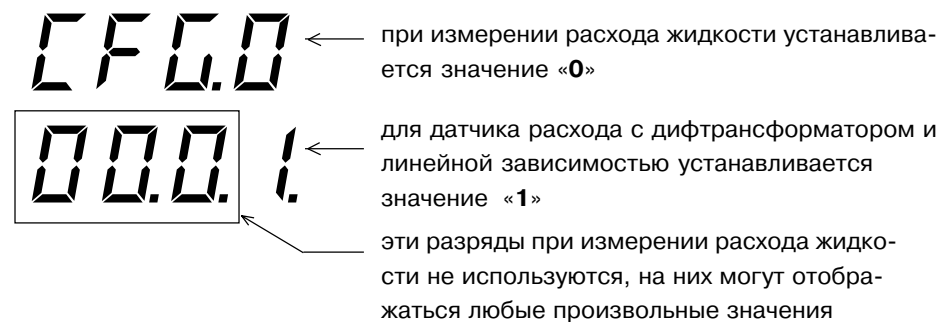 CFG.0
при измерении расхода жидкости устанавлива-
ется значение «0»
00.0. 1.
для датчика расхода с дифтрансформатором и
линейной зависимостью устанавливается
значение «1»
эти разряды при измерении расхода жидко-
сти не используются, на них могут отобра-
жаться любые произвольные значения